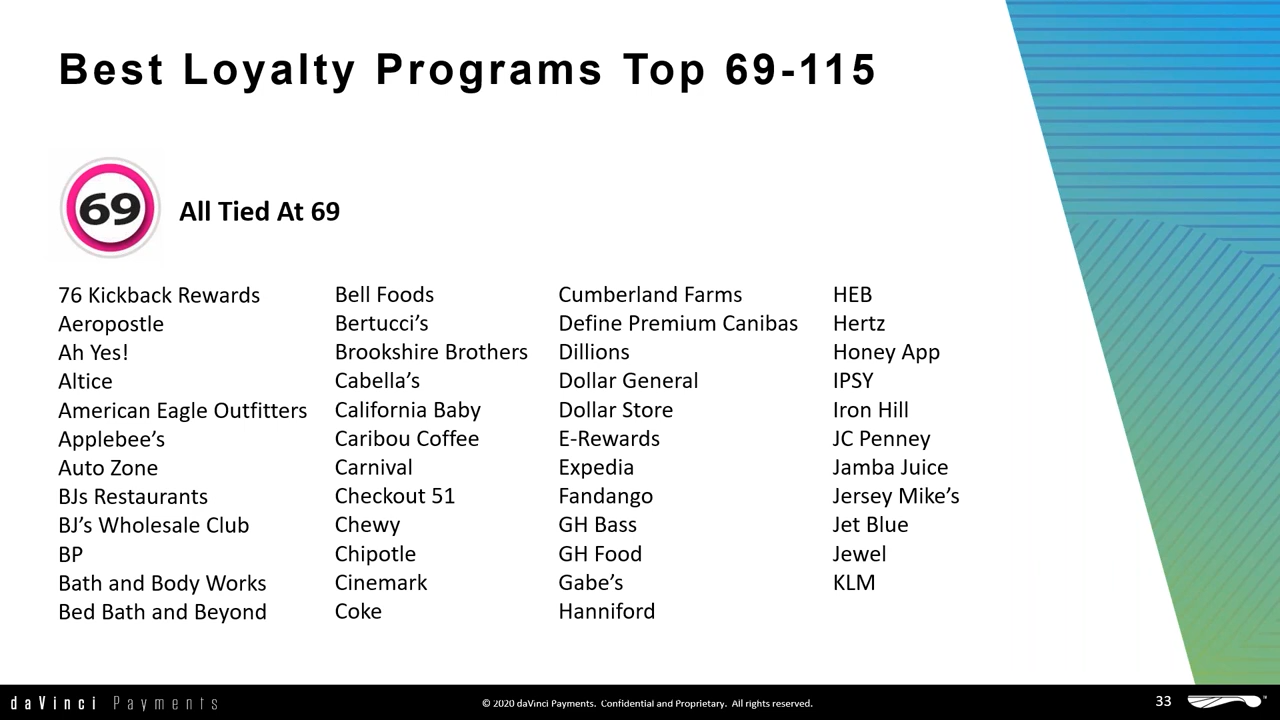 Best Loyalty Programs Top 69-115
69
All Tied At 69
76 Kickback Rewards
Aeropostle
Ah Yes!
Altice
American Eagle Outfitters
Applebee’s
Auto Zone
BJs Restaurants
BJ’s Wholesale Club
BP
Bath and Body Works
Bed Bath and Beyond
Bell Foods
Bertucci’s
Brookshire Brothers
Cabella’s
California Baby
Caribou Coffee
Carnival
Checkout 51
Chewy
Chipotle
Cinemark
Coke
Cumberland Farms
Define Premium Canibas
Dillions
Dollar General
Dollar Store
E-Rewards
Expedia
Fandango
GH Bass
GH Food
Gabe’s
Hanniford
HEB
Hertz
Honey App
IPSY
Iron Hill
JC Penney
Jamba Juice
Jersey Mike’s
Jet Blue
Jewel
KLM
daVinci Payments
© 2020 daVinci Payments. Confidential and Proprietary. All rights reserved.
33